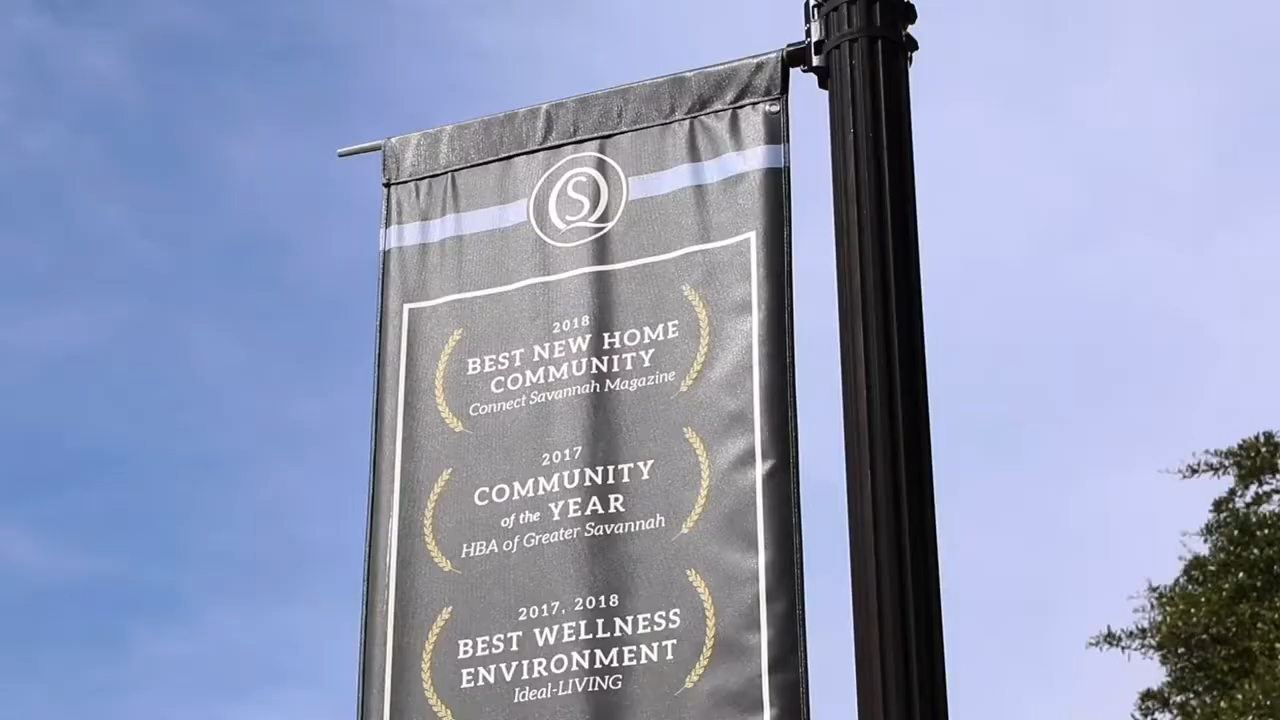 SQ
2018
BEST NEW HOME
COMMUNITY
Connect Savannah Magazine
2017
COMMUNITY
of the YEAR
HBA of Greater Savannah
2017, 2018
BEST WELLNESS
ENVIRONMENT
Ideal-LIVING